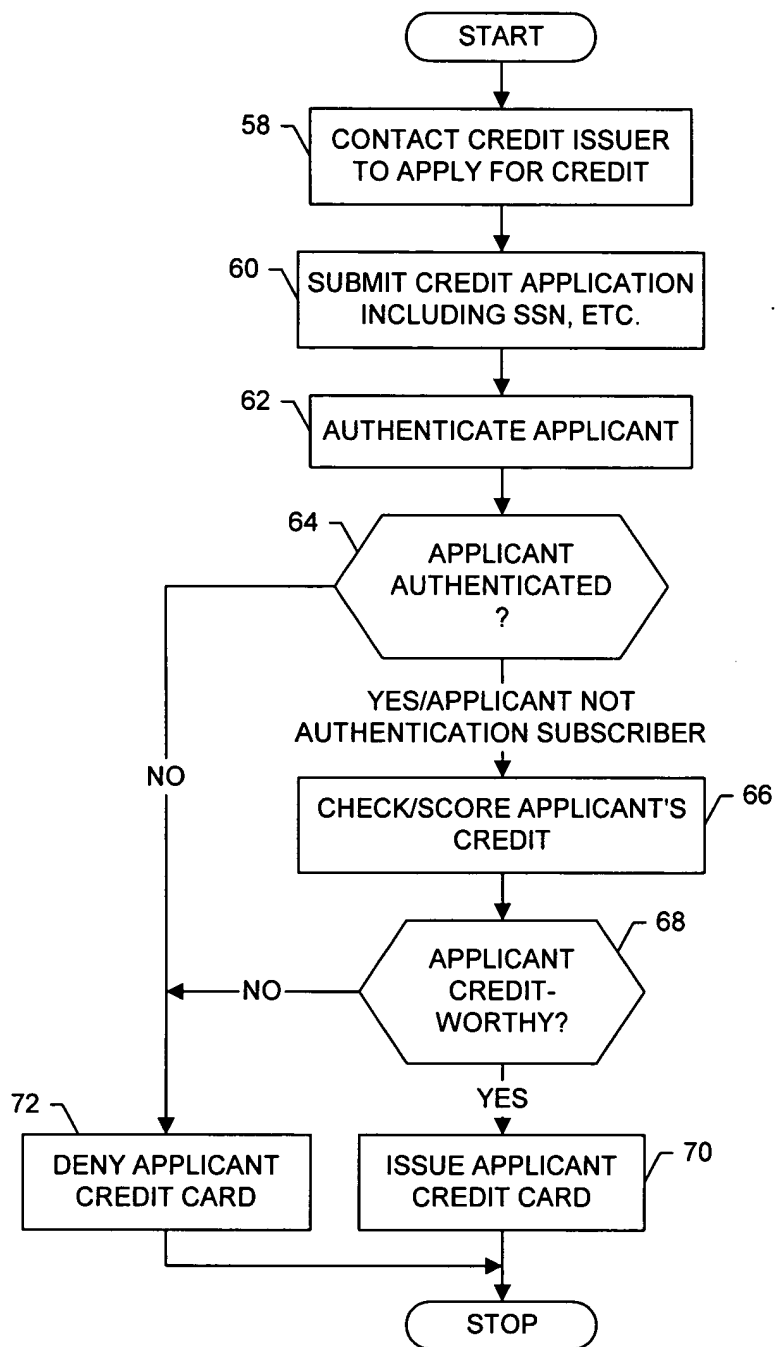 START
58
CONTACT CREDIT ISSUER
TO APPLY FOR CREDIT
60
SUBMIT CREDIT APPLICATION
INCLUDING SSN, ETC.
62
AUTHENTICATE APPLICANT
64
APPLICANT
AUTHENTICATED
?
YES/APPLICANT NOT
AUTHENTICATION SUBSCRIBER
NO
CHECK/SCORE APPLICANT'S
CREDIT
66
68
APPLICANT
CREDIT-
WORTHY?
NO
YES
72
DENY APPLICANT
CREDIT CARD
ISSUE APPLICANT
CREDIT CARD
70
STOP